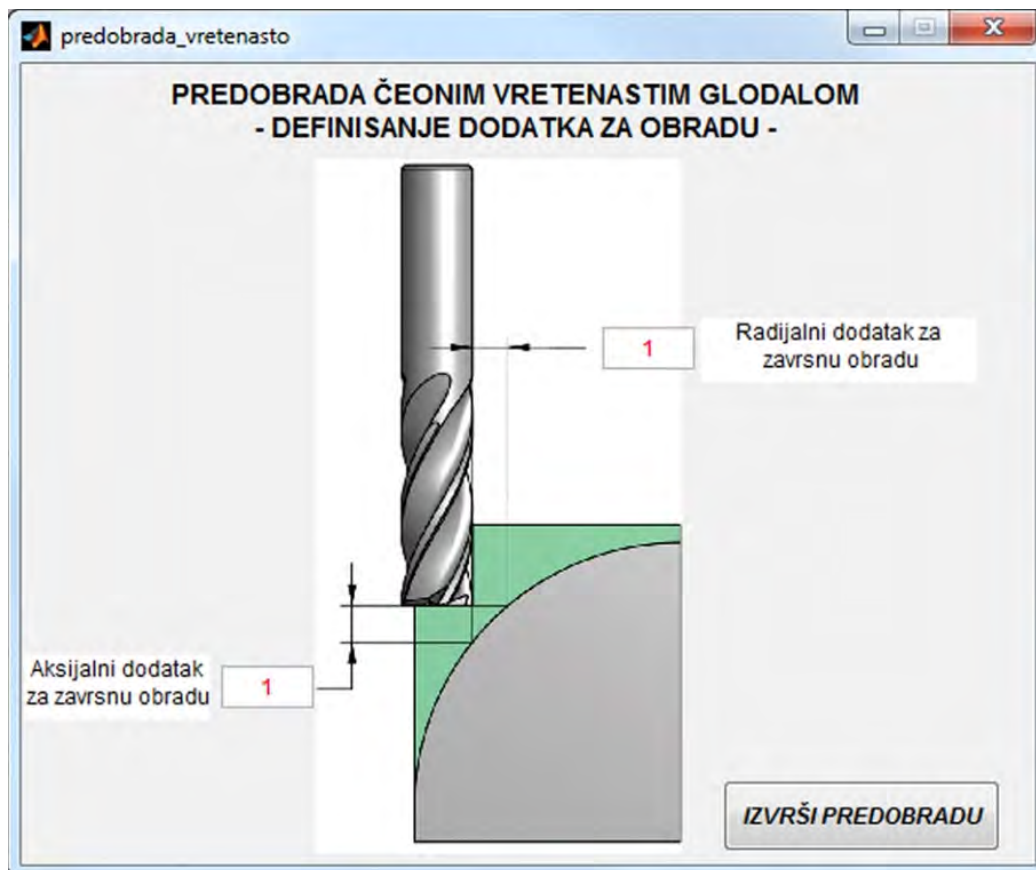 predobrada_vretenasto
PREDOBRADA ČEONIM VRETENASTIM GLODALOM
- DEFINISANJE DODATKA ZA OBRADU -
1
Radijalni dodatak za
zavrsnu obradu
Aksijalni dodatak
za zavrsnu obradu
1
IZVRŠI PREDOBRADU